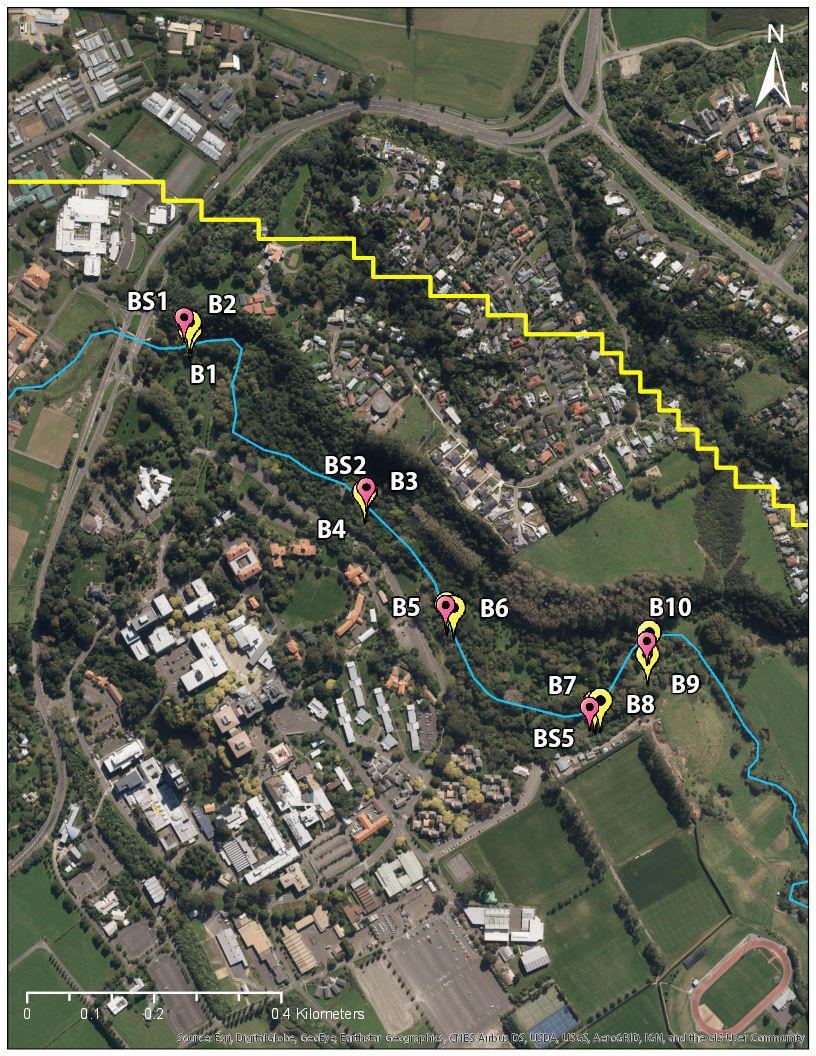 N
BS1 B2
B1
BS2 B3
B4
B5 B6
B10
B7 B9
B8
BS5
0 0.1 0.2 0.4 Kilometers
Source: Esri, DigitalGlobe, GeoEye, Earthstar Geographics, CNES/Airbus DS, USDA, USGS, AeroGRID, IGN, and the GIS User Community